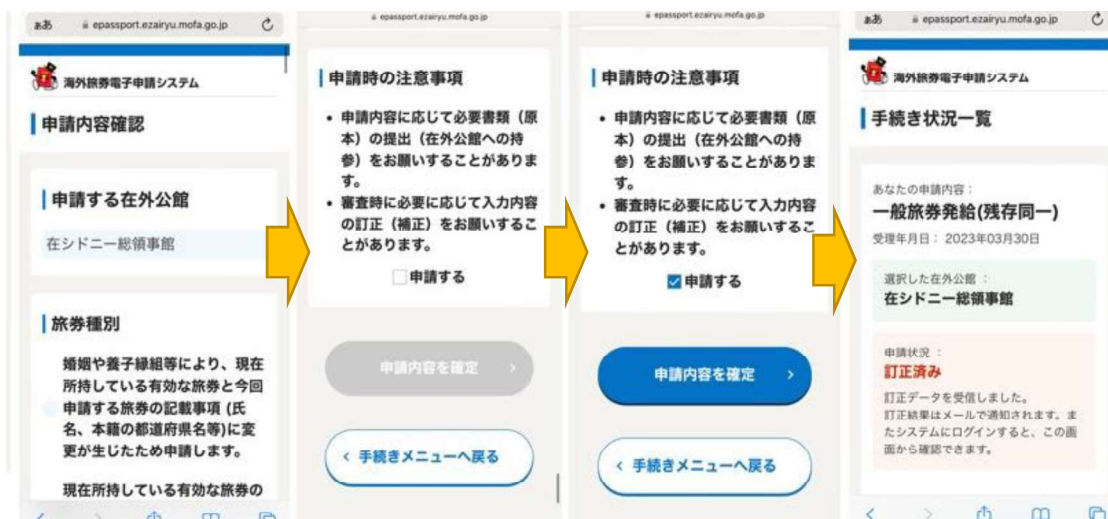 ぁあ epassport.ezairyu.mofa.go.jp
海外旅券電子申請システム
申請内容確認
申請する在外公館
在シドニー総領事館
旅券種別
婚姻や養子縁組等により、現在
所持している有効な旅券と今回
申請する旅券の記載事項 (氏
名、本籍の都道府県名等)に変
更が生じたため申請します。
現在所持している有効な旅券の
epassport.ezairyu.mofa.go.jp
申請時の注意事項
• 申請内容に応じて必要書類（原
本）の提出（在外公館への持
参）をお願いすることがありま
す。
• 審査時に必要に応じて入力内容
の訂正（補正）をお願いするこ
とがあります。
申請する
申請内容を確定 >
< 手続きメニューへ戻る
epassport.ezairyu.mofa.go.jp
申請時の注意事項
• 申請内容に応じて必要書類（原
本）の提出（在外公館への持
参）をお願いすることがありま
す。
• 審査時に必要に応じて入力内容
の訂正（補正）をお願いするこ
とがあります。
申請する
申請内容を確定 >
< 手続きメニューへ戻る
ぁあ epassport.ezairyu.mofa.go.jp
海外旅券電子申請システム
手続き状況一覧
あなたの申請内容：
一般旅券発給(残存同一)
受理年月日： 2023年03月30日
選択した在外公館 ：
在シドニー総領事館
申請状況 ：
訂正済み
訂正データを受信しました。
訂正結果はメールで通知されます。ま
たシステムにログインすると、この画
面から確認できます。